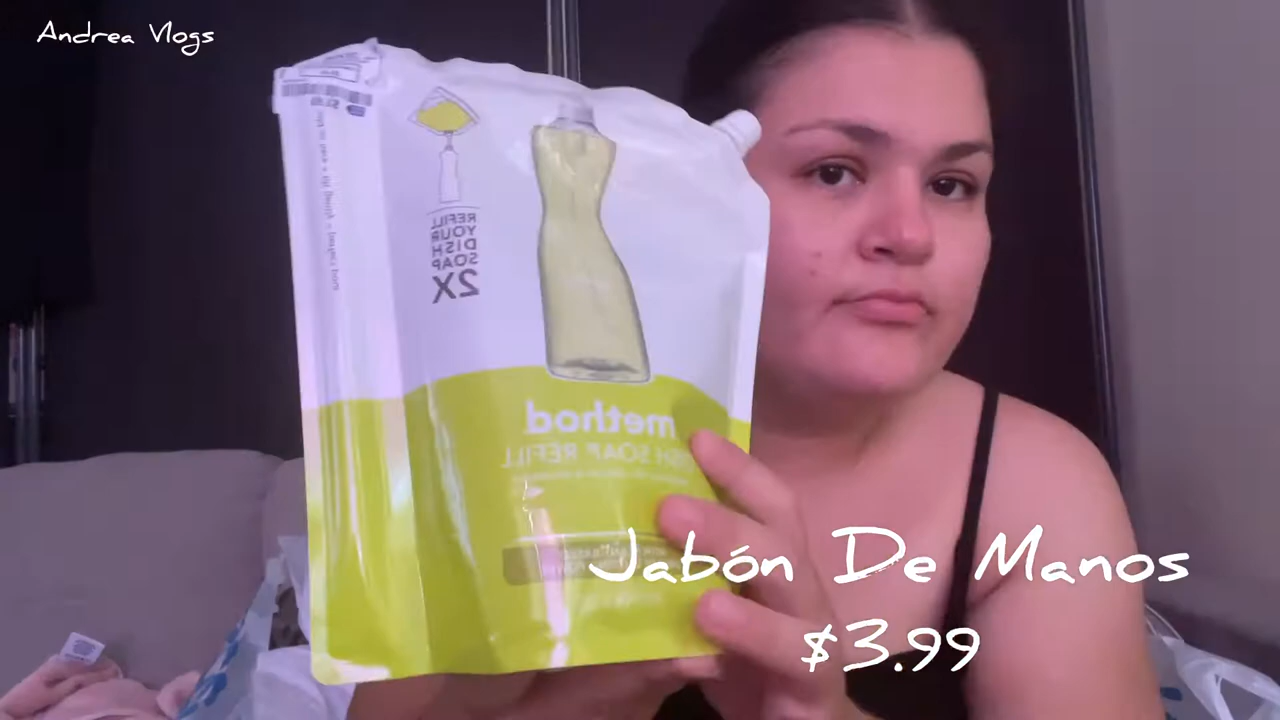 Andrea Vlogs
REFILL
YOUR
DISH
SOAP
2X
method
DISH SOAP REFILL
Jabón De Manos
$3.99